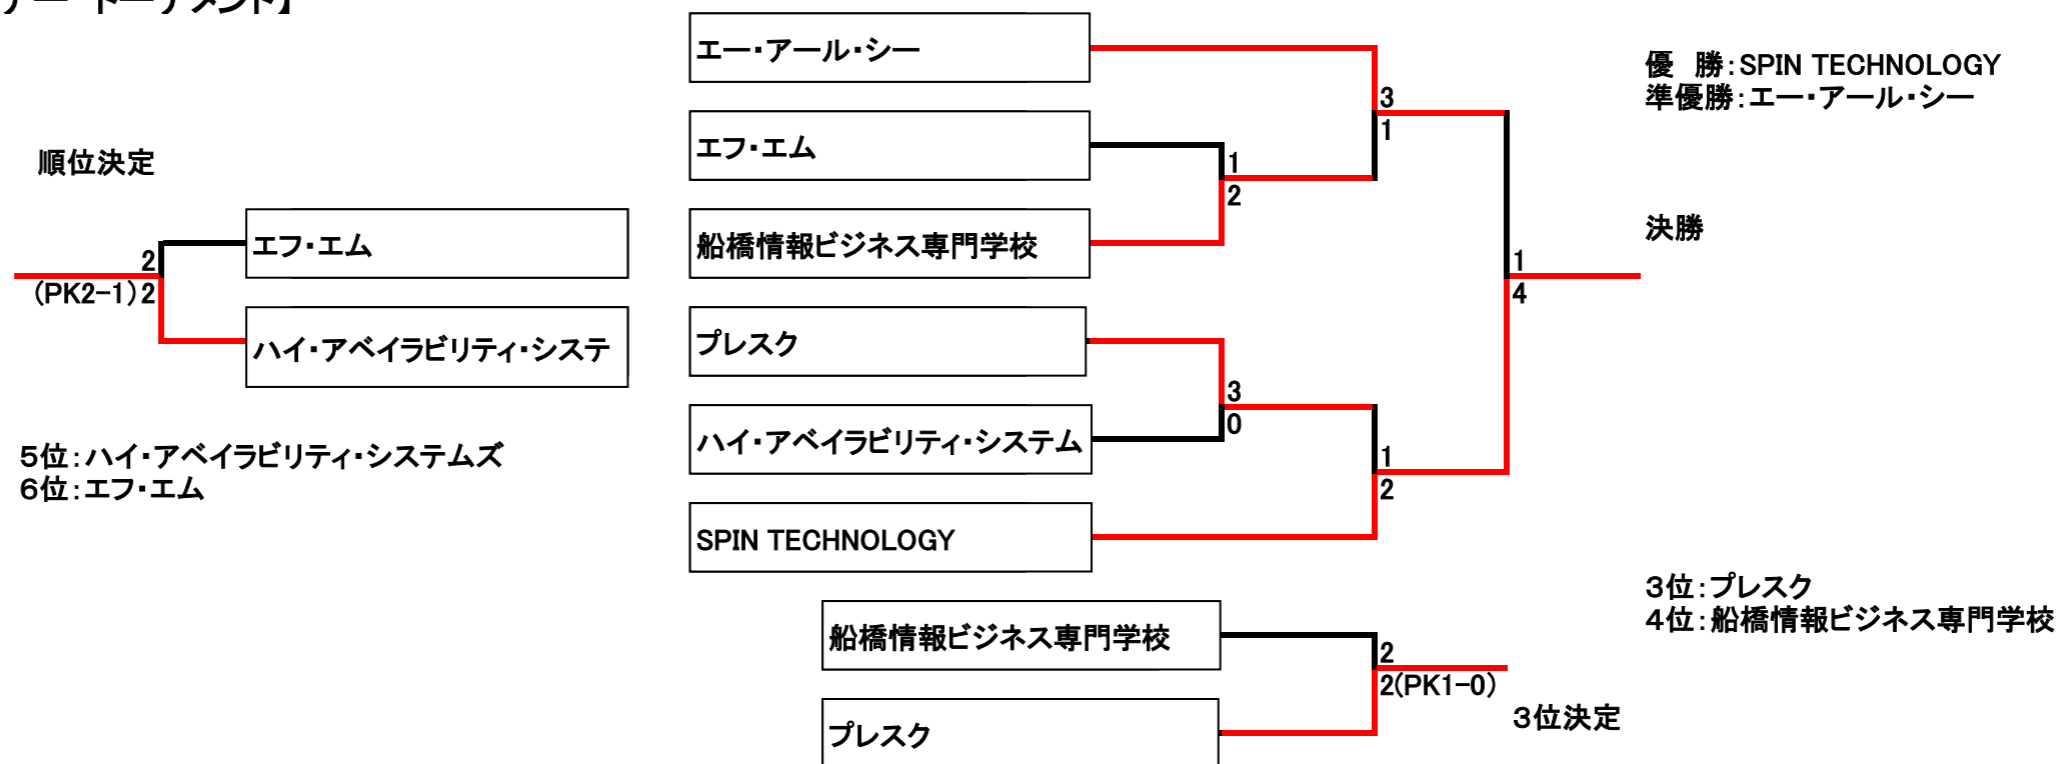 エー・アール・シー
優　勝：SPIN TECHNOLOGY
準優勝：エー・アール・シー
3
1
エフ・エム
順位決定
1
2
エフ・エム
船橋情報ビジネス専門学校
決勝
2
(PK2-1)2
1
4
ハイ・アベイラビリティ・システ
プレスク
3
0
ハイ・アベイラビリティ・システム
5位：ハイ・アベイラビリティ・システムズ
6位：エフ・エム
1
2
SPIN TECHNOLOGY
3位：プレスク
4位：船橋情報ビジネス専門学校
船橋情報ビジネス専門学校
2
2(PK1-0)
3位決定
プレスク